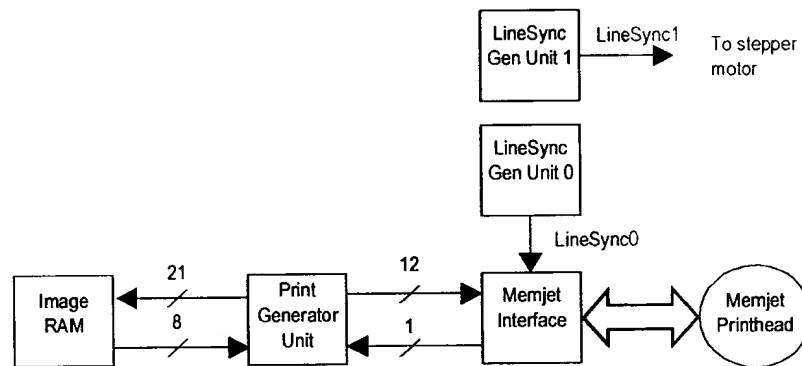 LineSync
Gen Unit 1
LineSync1
To stepper
motor
LineSync
Gen Unit 0
LineSync0
Image
RAM
21
8
Print
Generator
Unit
12
1
Memjet
Interface
Memjet
Printhead